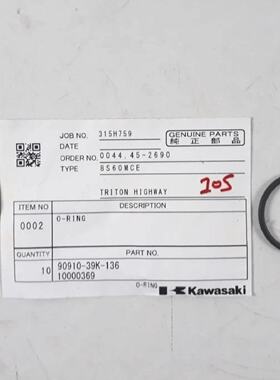 JOB NO. 315H759
GENUINE PARTS
純正部品
DATE
ORDER NO. 0044.45-2690
TYPE 8S60MCE
TRITON HIGHWAY
205
ITEM NO DESCRIPTION
0002 O-RING
QUANTITY PART NO.
10 90910-39K-136
10000369
O-RING
Kawasaki